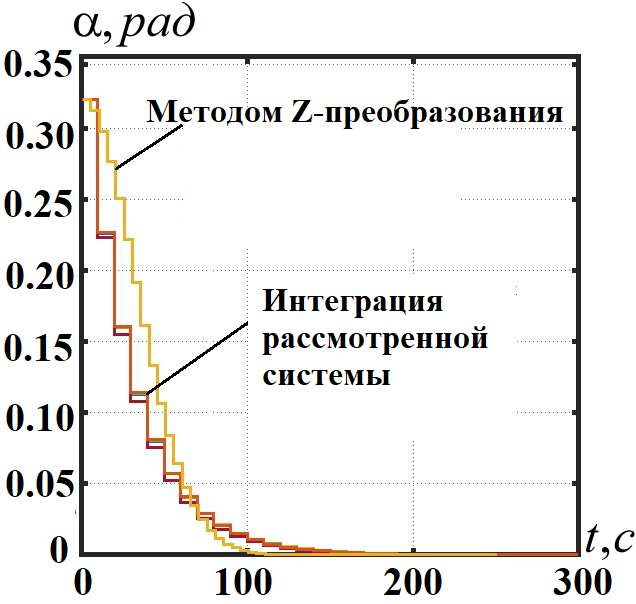 α, рад
0.35
Методом Z-преобразования
0.30
0.25
0.20
Интеграция
рассмотренной
системы
0.15
0.10
0.05
0
t, с
0 100 200 300